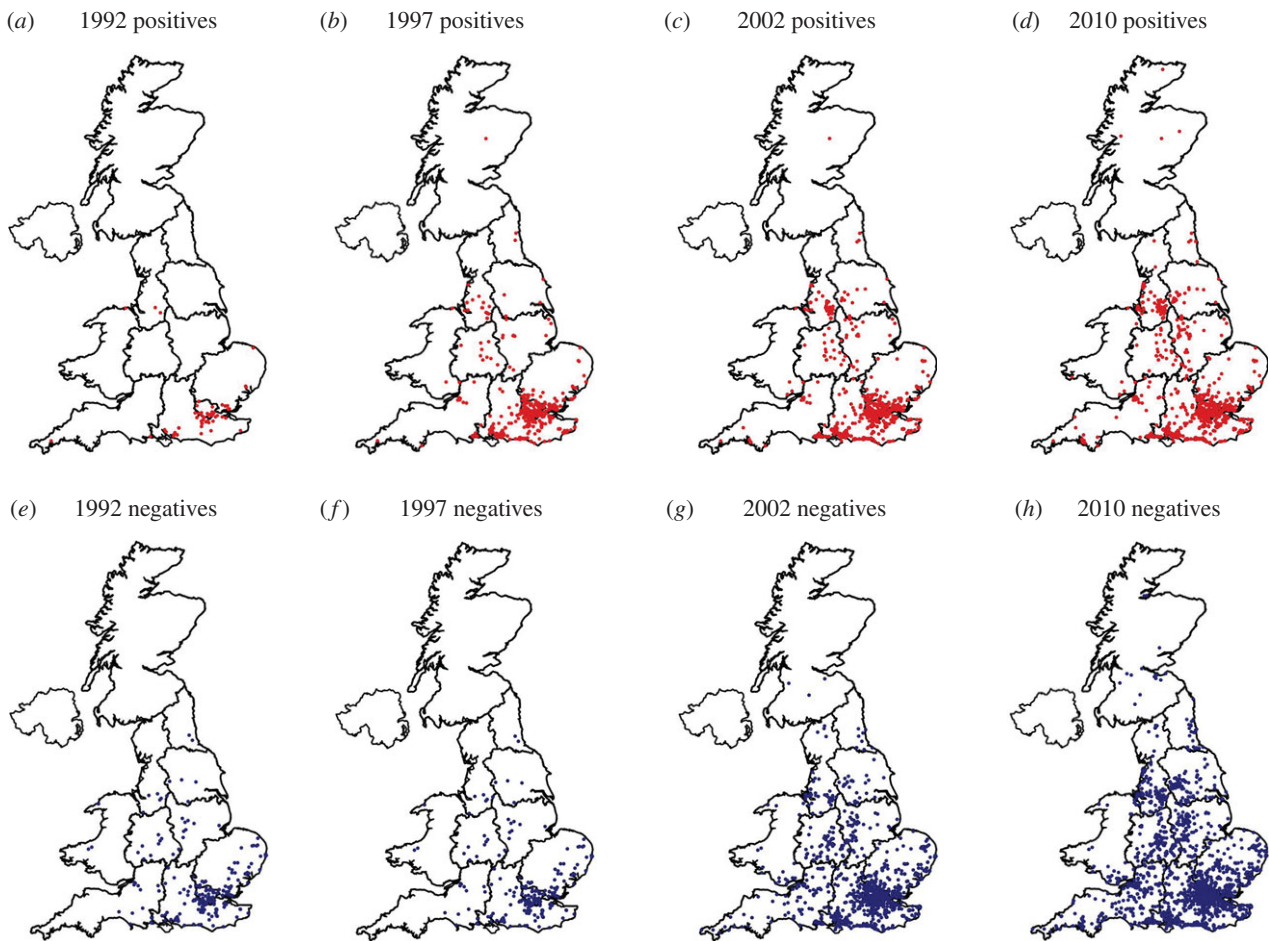 (a) 1992 positives
(b) 1997 positives
(c) 2002 positives
(d) 2010 positives
(e) 1992 negatives
(f) 1997 negatives
(g) 2002 negatives
(h) 2010 negatives